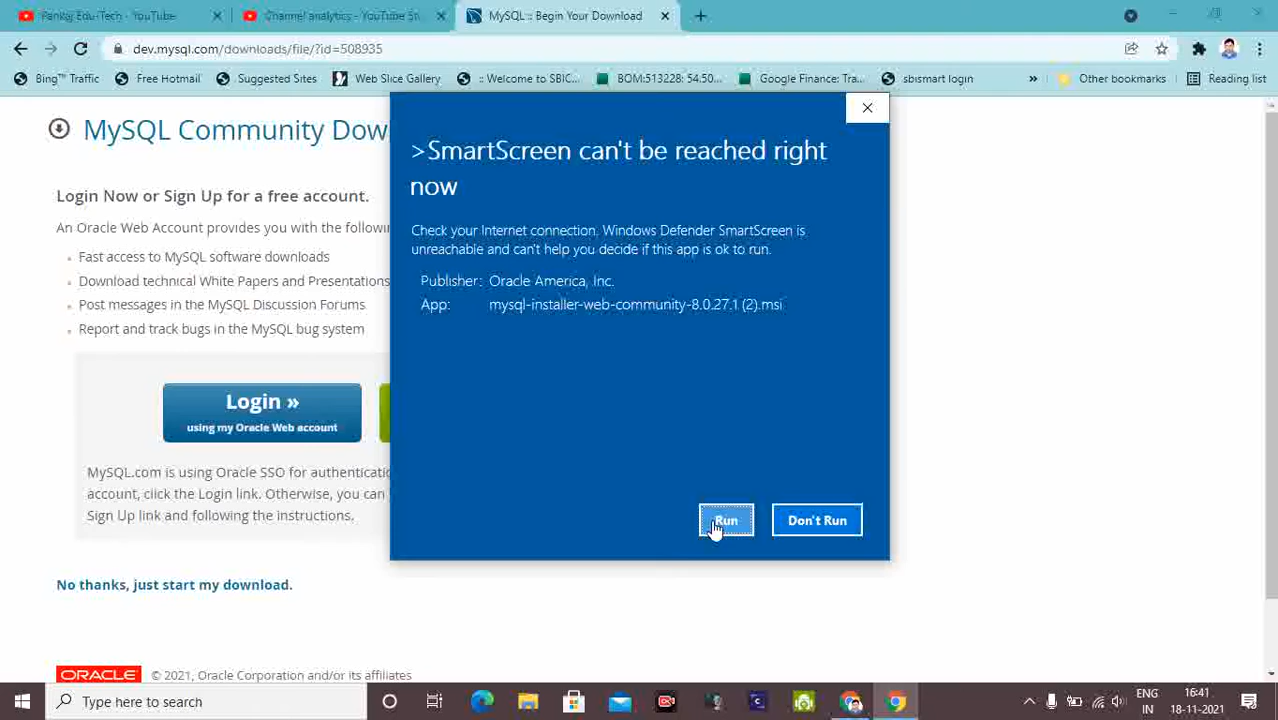 Pankaj Edu-Tech - YouTube
Channel analytics - YouTube St
MySQL :: Begin Your Download
dev.mysql.com/downloads/file/?id=508935
Bing™ Traffic
Free Hotmail
Suggested Sites
Web Slice Gallery
:: Welcome to SBIC...
BOM:513228: 54.50...
Google Finance: Tra...
sbismart login
»
Other bookmarks
Reading list
MySQL Community Dow
Login Now or Sign Up for a free account.
An Oracle Web Account provides you with the followi
Fast access to MySQL software downloads
Download technical White Papers and Presentations
Post messages in the MySQL Discussion Forums
Report and track bugs in the MySQL bug system
Login »
using my Oracle Web account
MySQL.com is using Oracle SSO for authenticati
account, click the Login link. Otherwise, you can
Sign Up link and following the instructions.
No thanks, just start my download.
ORACLE
© 2021, Oracle Corporation and/or its affiliates
>SmartScreen can't be reached right
now
Check your Internet connection. Windows Defender SmartScreen is
unreachable and can't help you decide if this app is ok to run.
Publisher: Oracle America, Inc.
App: mysql-installer-web-community-8.0.27.1 (2).msi
Run
Don't Run
Type here to search
ENG
IN
16:41
18-11-2021